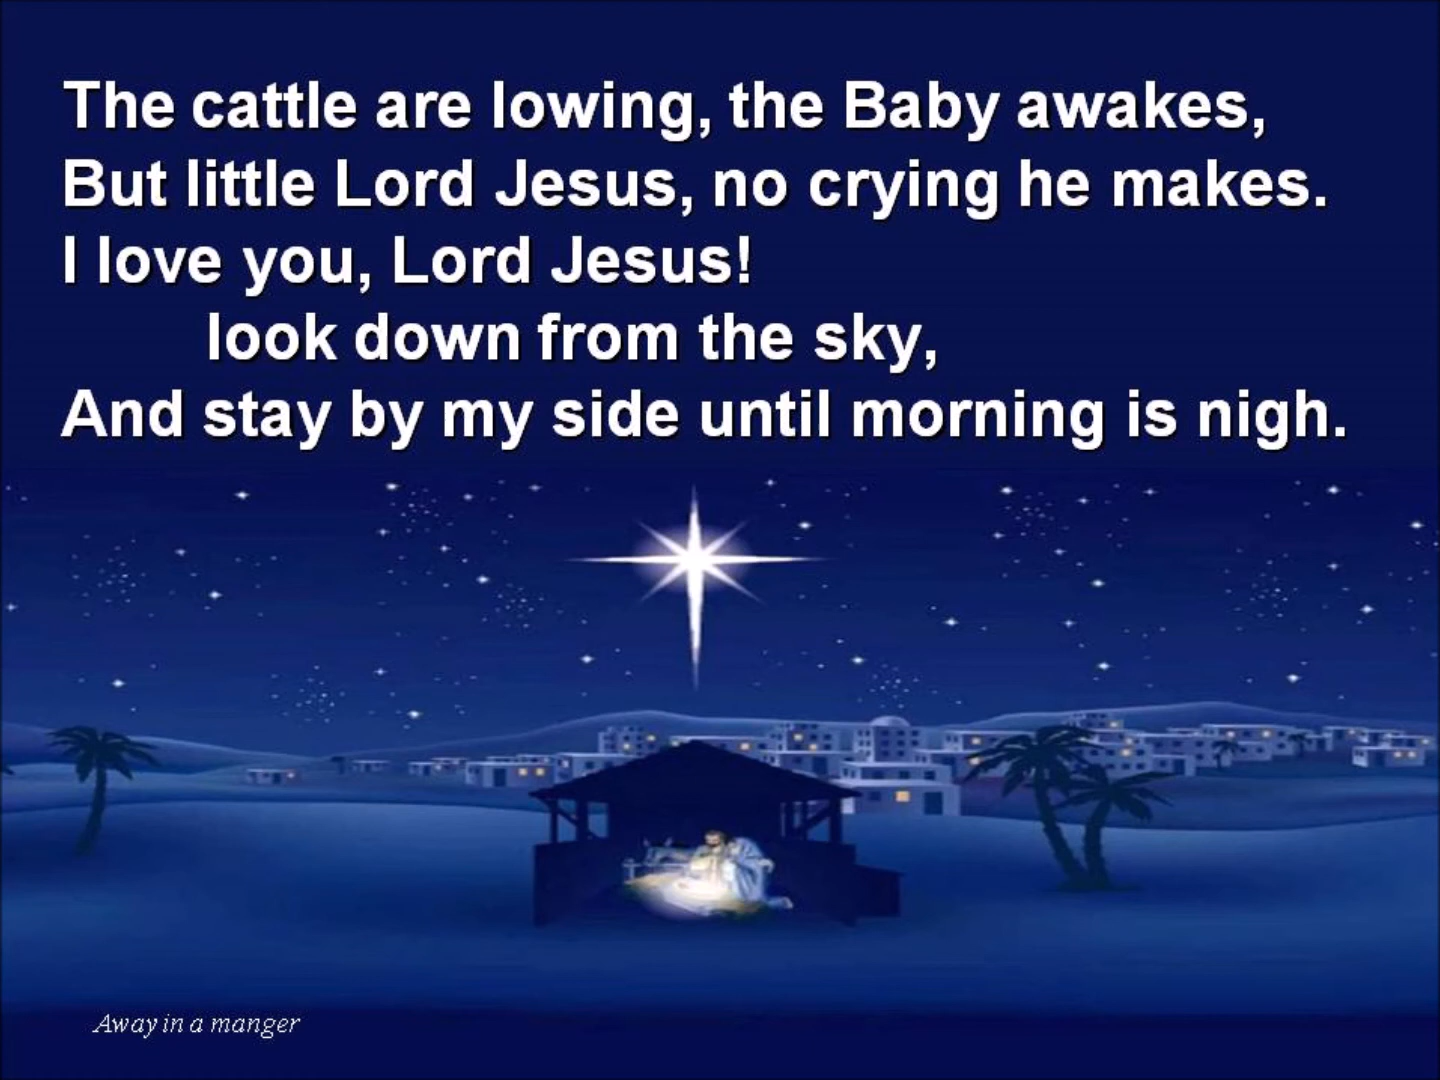 The cattle are lowing, the Baby awakes,
But little Lord Jesus, no crying he makes.
I love you, Lord Jesus!
look down from the sky,
And stay by my side until morning is nigh.
Away in a manger